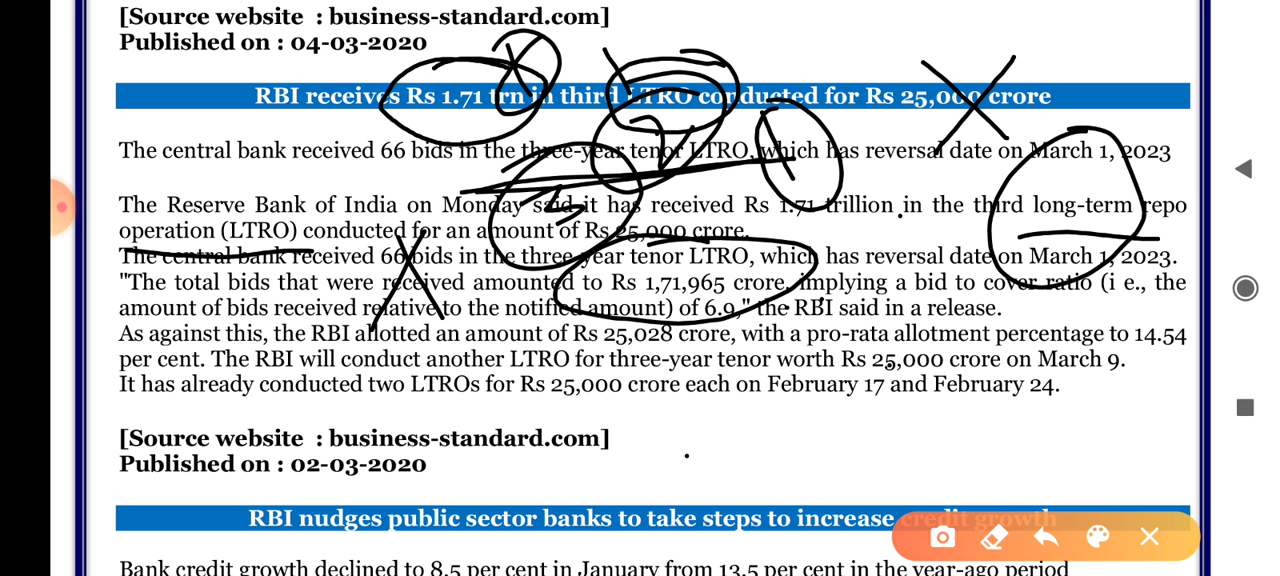 [Source website : business-standard.com]
Published on : 04-03-2020
RBI receives Rs 1.71 trn in third LTRO conducted for Rs 25,000 crore
The central bank received 66 bids in the three-year tenor LTRO, which has reversal date on March 1, 2023
The Reserve Bank of India on Monday said it has received Rs 1.71 trillion in the third long-term repo
operation (LTRO) conducted for an amount of Rs 25,000 crore.
The central bank received 66 bids in the three-year tenor LTRO, which has reversal date on March 1, 2023.
"The total bids that were received amounted to Rs 1,71,965 crore, implying a bid to cover ratio (i e., the
amount of bids received relative to the notified amount) of 6.9," the RBI said in a release.
As against this, the RBI allotted an amount of Rs 25,028 crore, with a pro-rata allotment percentage to 14.54
per cent. The RBI will conduct another LTRO for three-year tenor worth Rs 25,000 crore on March 9.
It has already conducted two LTROs for Rs 25,000 crore each on February 17 and February 24.
[Source website : business-standard.com]
Published on : 02-03-2020
RBI nudges public sector banks to take steps to increase credit growth
Bank credit growth declined to 8.5 per cent in January from 13.5 per cent in the year-ago period